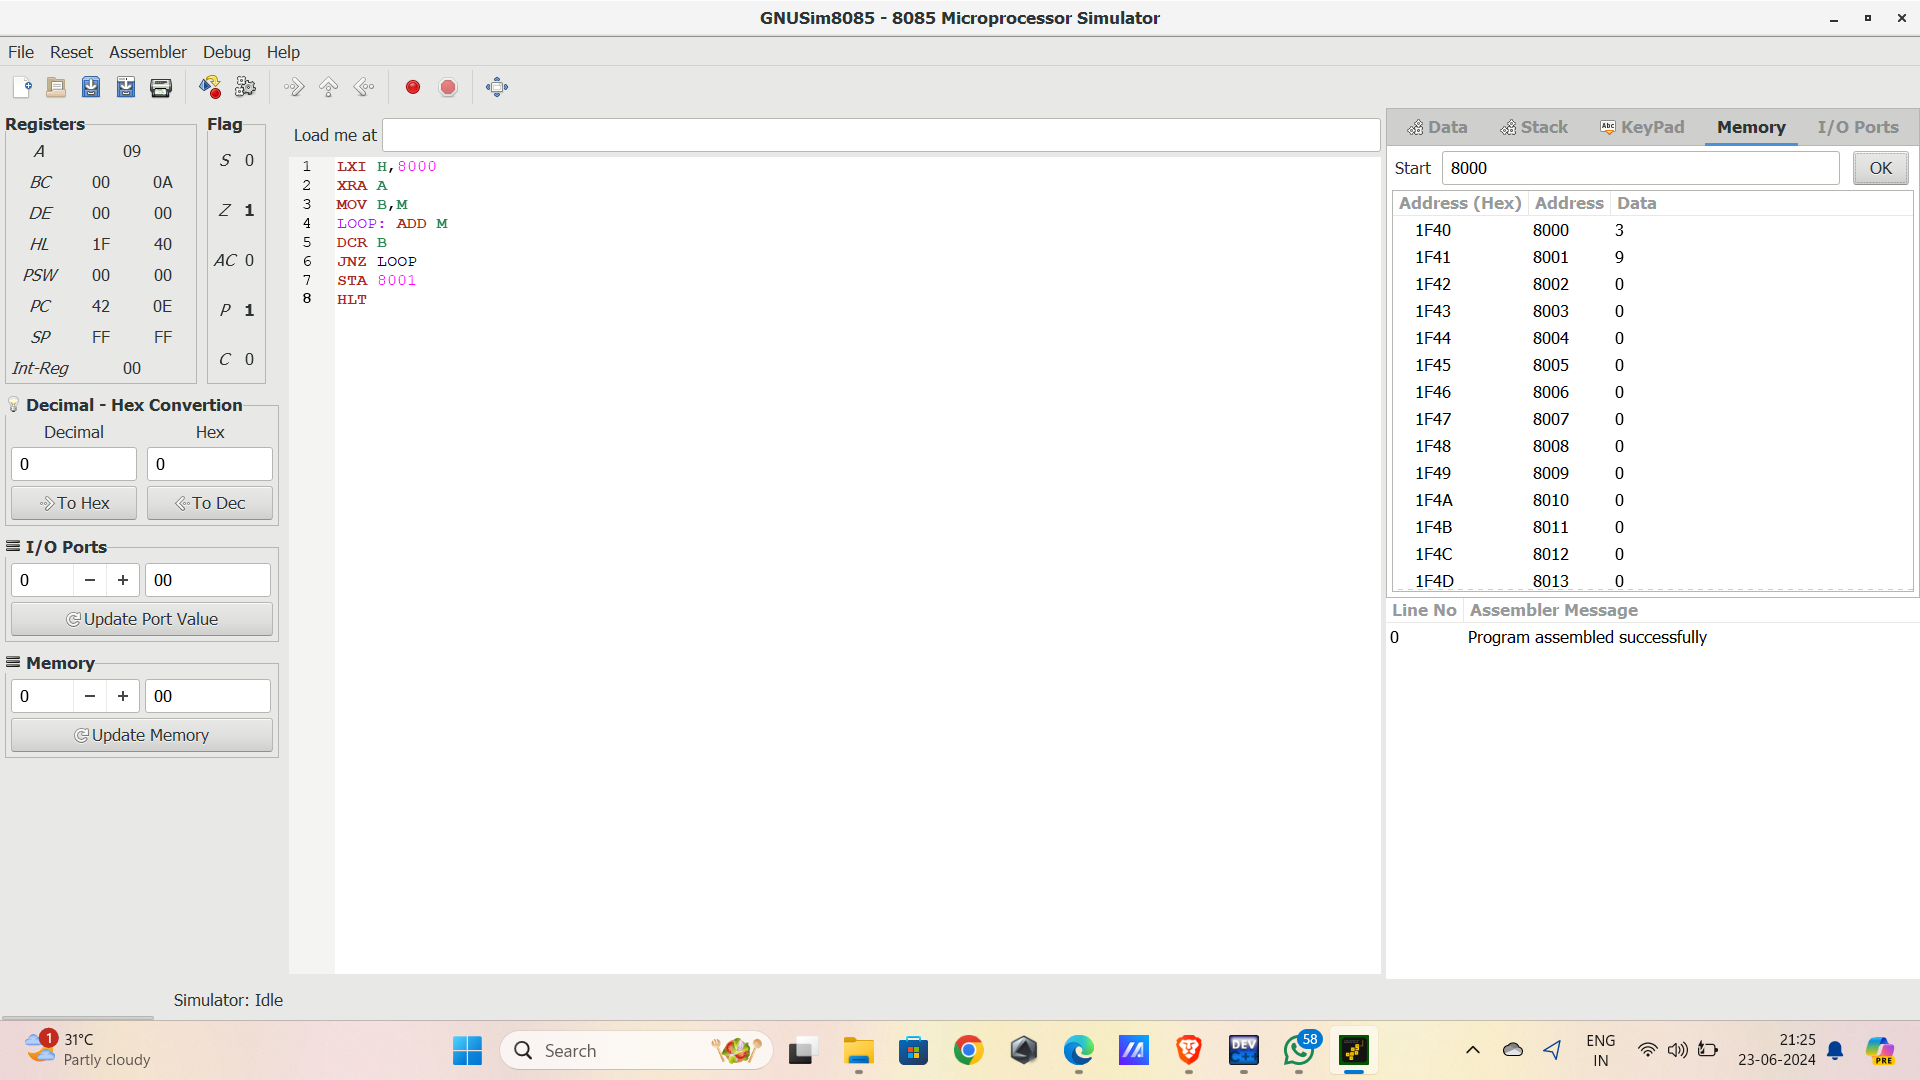 GNUSim8085 - 8085 Microprocessor Simulator
File Reset Assembler Debug Help
Registers
A 09
BC 00 0A
DE 00 00
HL 1F 40
PSW 00 00
PC 42 0E
SP FF FF
Int-Reg 00
Flag
S 0
Z 1
AC 0
P 1
C 0
Decimal - Hex Convertion
Decimal Hex
0 0
To Hex To Dec
I/O Ports
0 − + 00
Update Port Value
Memory
0 − + 00
Update Memory
Load me at
1 LXI H,8000
2 XRA A
3 MOV B,M
4 LOOP: ADD M
5 DCR B
6 JNZ LOOP
7 STA 8001
8 HLT
Data Stack Abc KeyPad Memory I/O Ports
Start 8000 OK
Address (Hex) Address Data
1F40 8000 3
1F41 8001 9
1F42 8002 0
1F43 8003 0
1F44 8004 0
1F45 8005 0
1F46 8006 0
1F47 8007 0
1F48 8008 0
1F49 8009 0
1F4A 8010 0
1F4B 8011 0
1F4C 8012 0
1F4D 8013 0
Line No Assembler Message
0 Program assembled successfully
Simulator: Idle
1 31°C
Partly cloudy
Search
DEV
C++
58
ENG
IN
21:25
23-06-2024
PRE